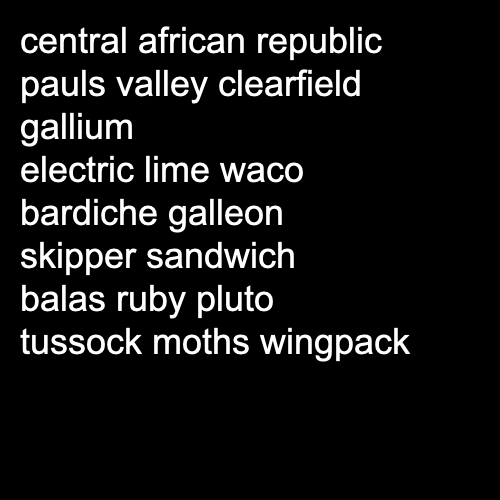 central african republic
pauls valley clearfield
gallium
electric lime waco
bardiche galleon
skipper sandwich
balas ruby pluto
tussock moths wingpack